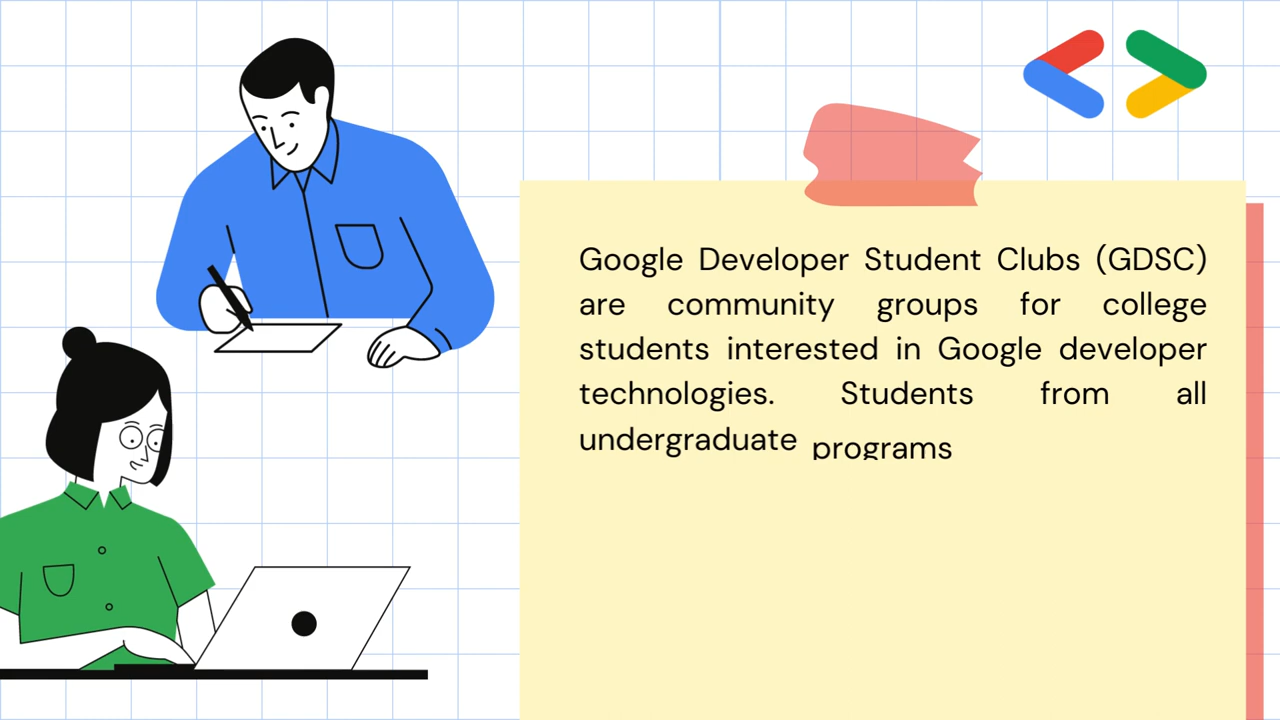 Google Developer Student Clubs (GDSC)
are community groups for college
students interested in Google developer
technologies. Students from all
undergraduate programs